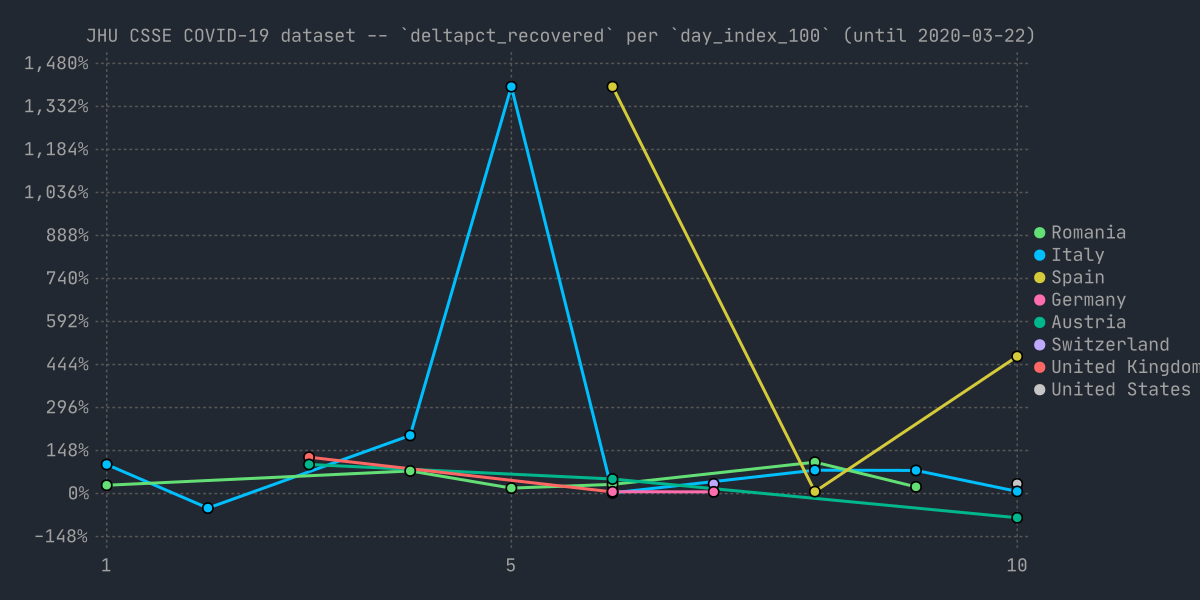 JHU CSSE COVID-19 dataset -- `deltapct_recovered` per `day_index_100` (until 2020-03-22)
1,480%
1,332%
1,184%
1,036%
888%
740%
592%
444%
296%
148%
0%
-148%
1
5
10
Romania
Italy
Spain
Germany
Austria
Switzerland
United Kingdom
United States